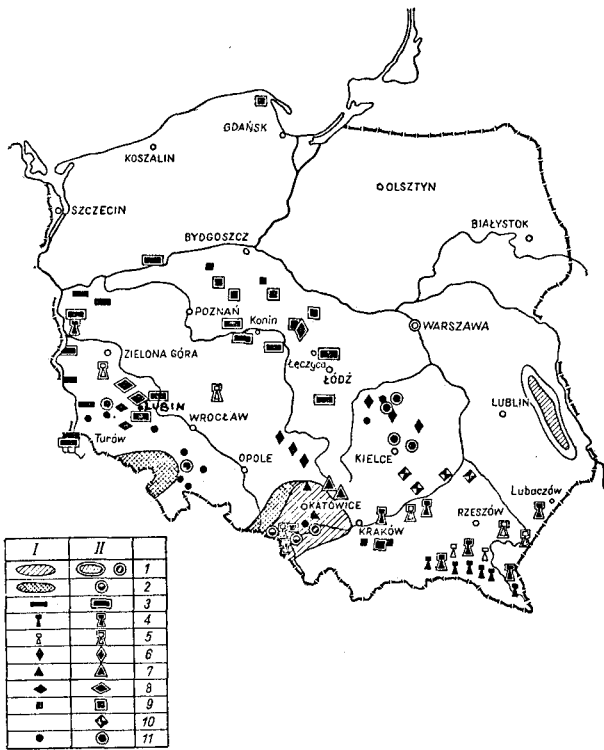 GDAŃSK
KOSZALIN
OLSZTYN
SZCZECIN
BIAŁYSTOK
BYDGOSZCZ
POZNAŃ
Konin
WARSZAWA
ZIELONA GÓRA
Łęczyca
ŁÓDŹ
LUBIN
LUBLIN
WROCŁAW
Turów
OPOLE
KIELCE
Lubaczów
KATOWICE
RZESZÓW
KRAKÓW
I II
1
2
3
4
5
6
7
8
9
10
11